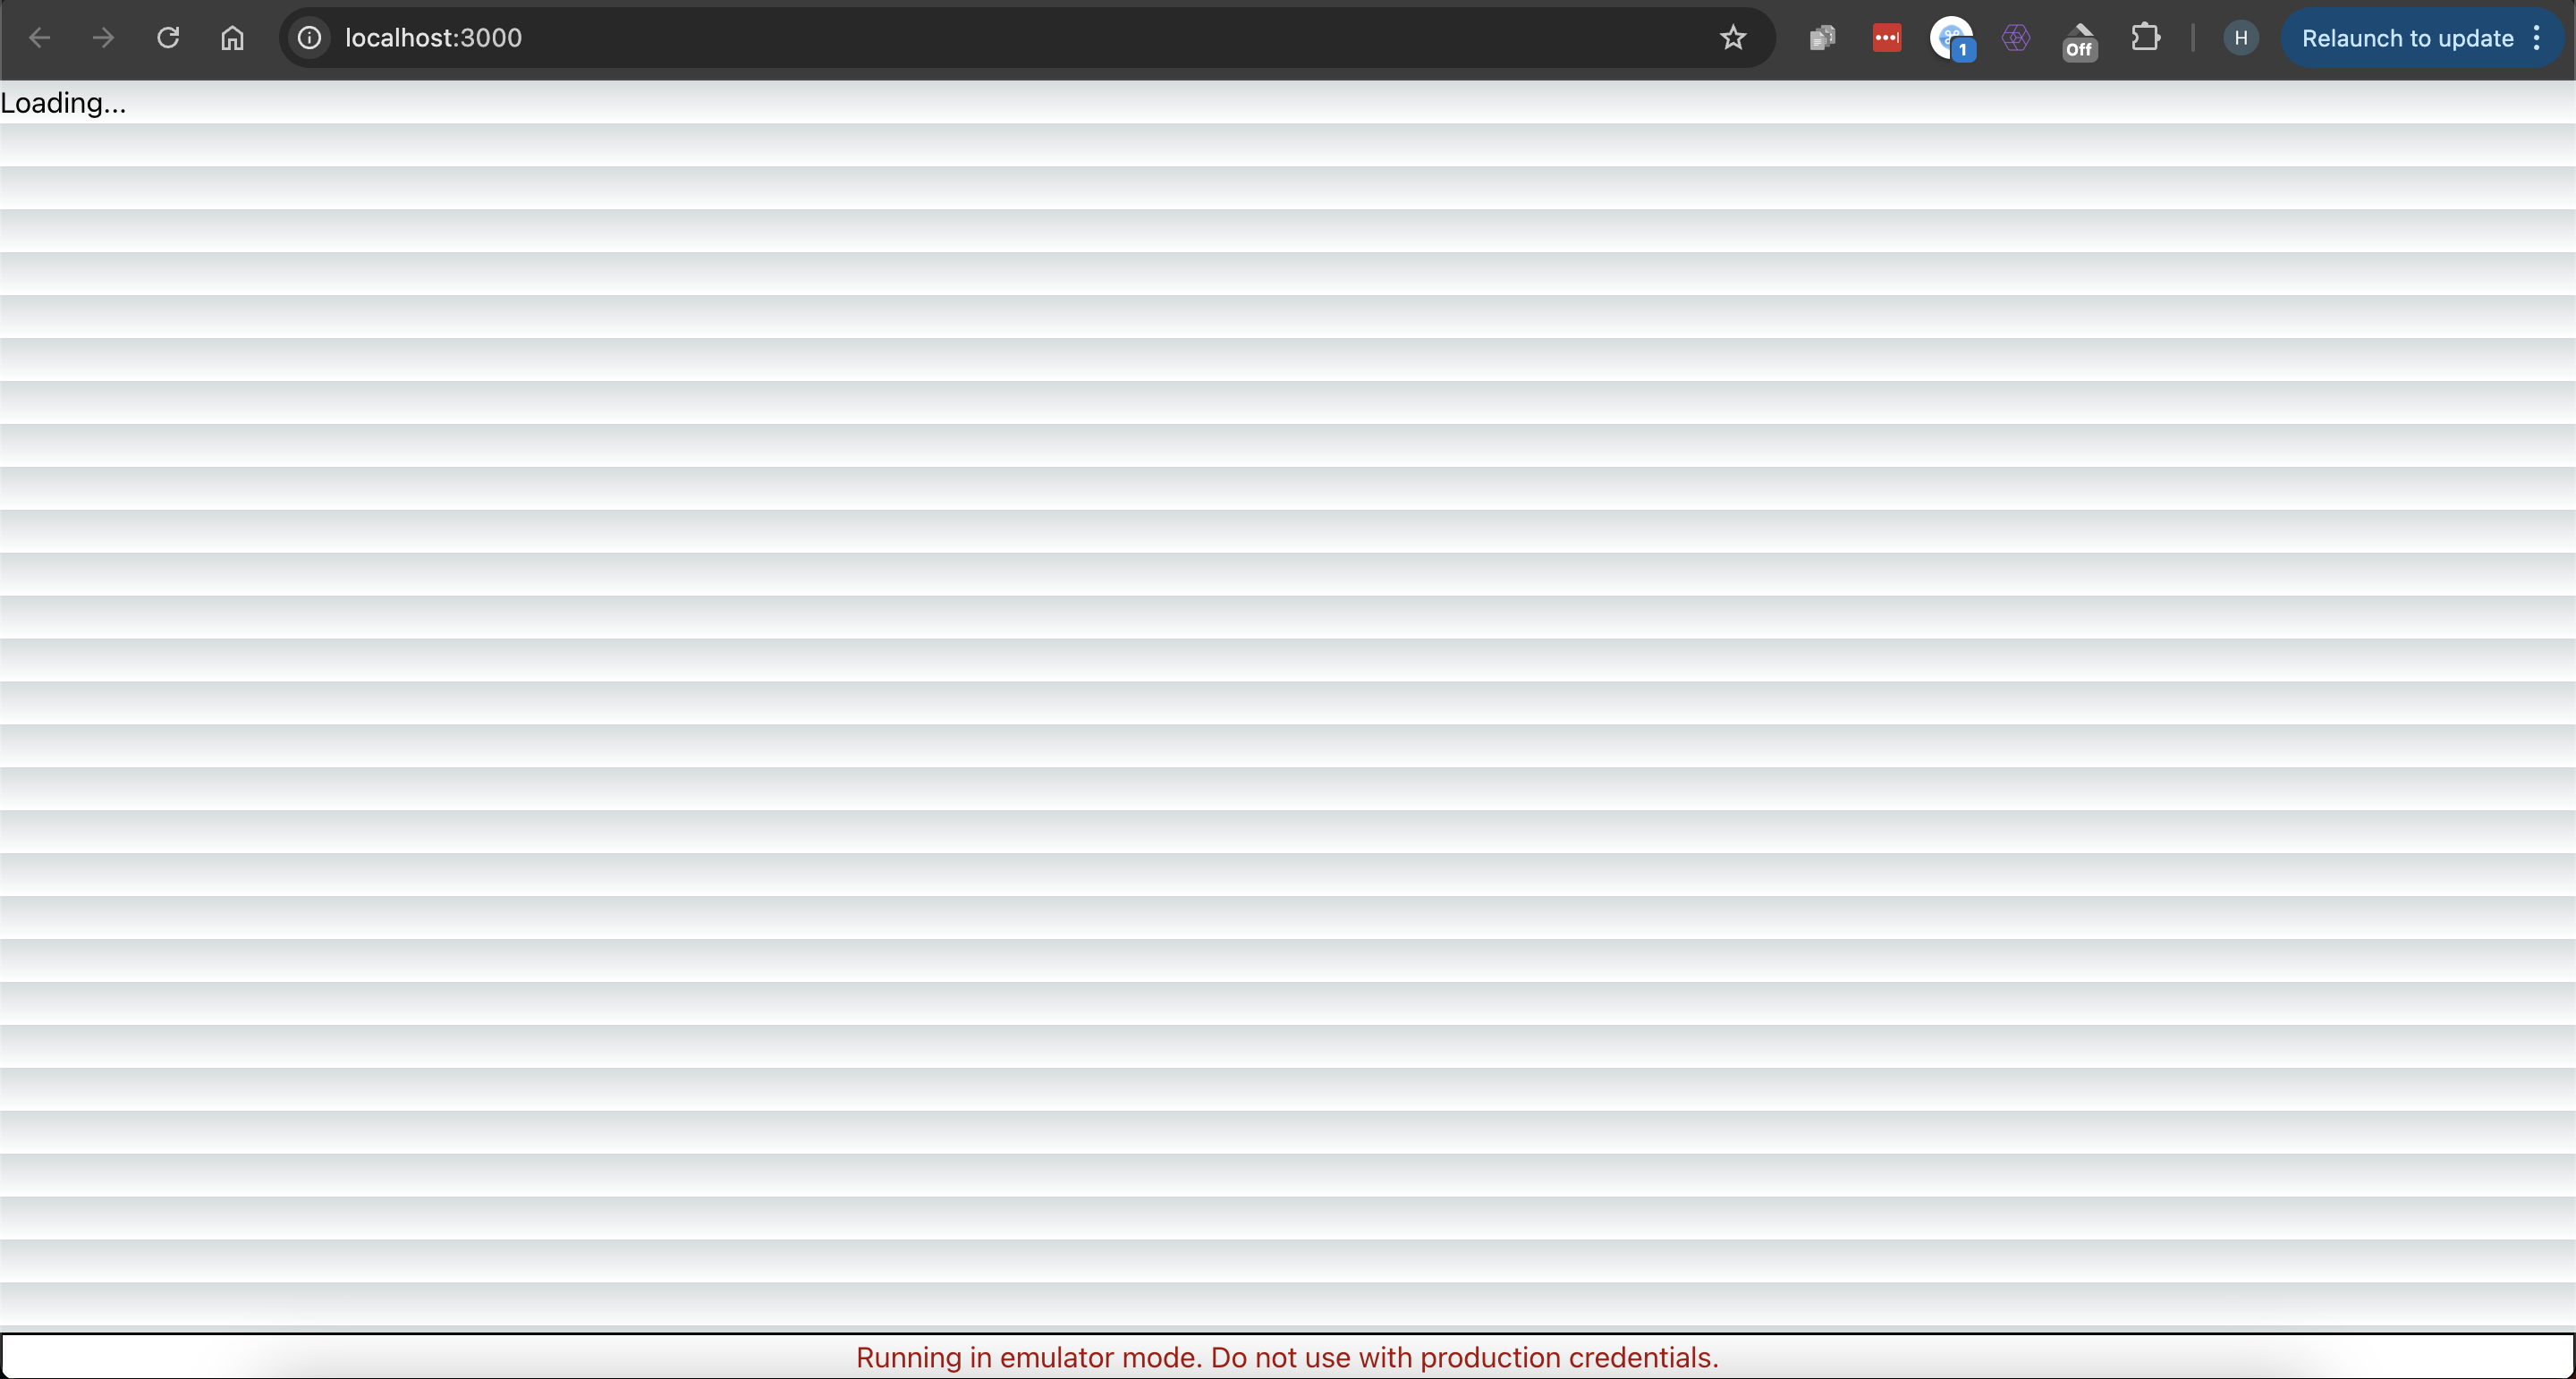 localhost:3000
1
Off
H
Relaunch to update
Loading...
Running in emulator mode. Do not use with production credentials.